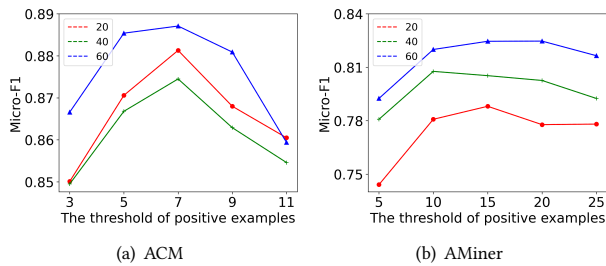 0.89
0.87
0.86
0.85
Micro-F1
20
40
60
3 5 7 9 11
The threshold of positive examples
(a) ACM
0.84
0.81
0.78
0.75
Micro-F1
20
40
60
5 10 15 20 25
The threshold of positive examples
(b) AMiner